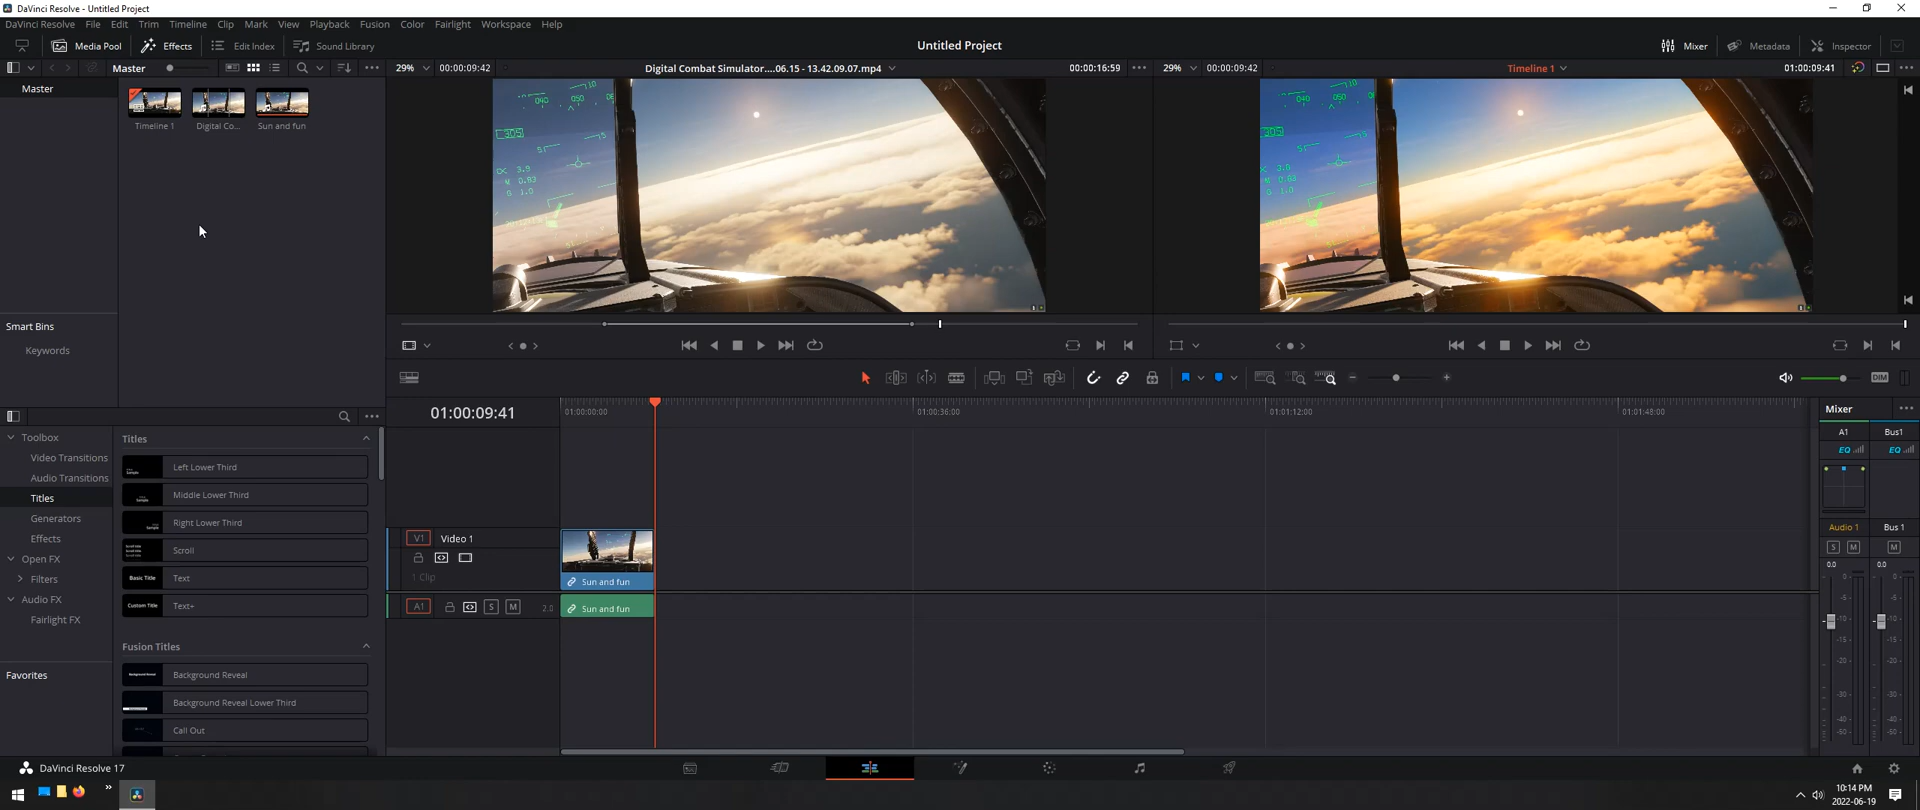 DaVinci Resolve - Untitled Project
DaVinci Resolve File Edit Trim Timeline Clip Mark View Playback Fusion Color Fairlight Workspace Help
Media Pool Effects Edit Index Sound Library Untitled Project Mixer Metadata Inspector
Master 29% 00:00:09:42 Digital Combat Simulator....06.15 - 13.42.09.07.mp4 00:00:16:59 29% 00:00:09:42 Timeline 1 01:00:09:41
Master
Timeline 1 Digital Co... Sun and fun
Smart Bins
Keywords
01:00:09:41 01:00:00:00 01:00:36:00 01:01:12:00 01:01:48:00
DIM
Mixer
A1 Bus1
EQ EQ
Toolbox
Video Transitions
Audio Transitions
Titles
Generators
Effects
Open FX
Filters
Audio FX
Fairlight FX
Favorites
Titles
Left Lower Third
Middle Lower Third
Right Lower Third
Scroll
Basic Title Text
Custom Title Text+
Fusion Titles
Background Reveal
Background Reveal Lower Third
Call Out
V1 Video 1
1 Clip
Sun and fun
A1 S M 2.0 Sun and fun
Audio 1 Bus 1
S M M
0.0 0.0
DaVinci Resolve 17
10:14 PM
2022-06-19